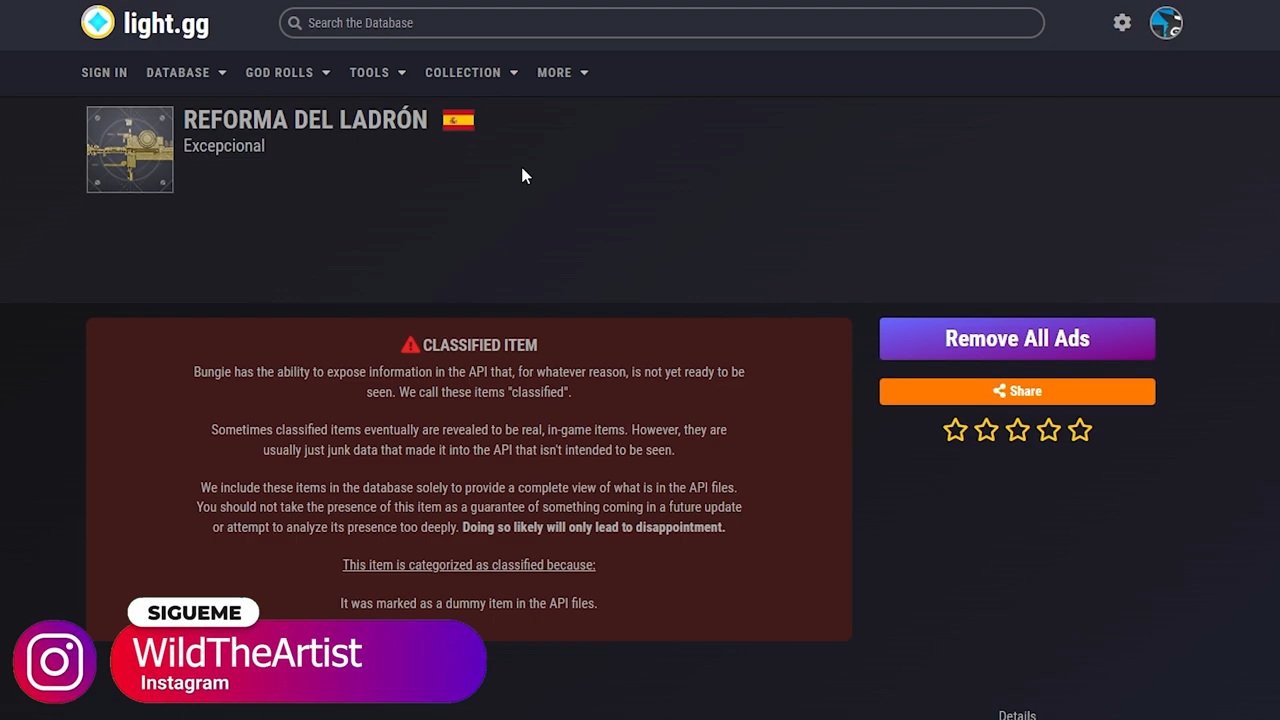 light.gg
Search the Database
SIGN IN DATABASE GOD ROLLS TOOLS COLLECTION MORE
REFORMA DEL LADRÓN
Excepcional
CLASSIFIED ITEM
Bungie has the ability to expose information in the API that, for whatever reason, is not yet ready to be
seen. We call these items "classified".
Sometimes classified items eventually are revealed to be real, in-game items. However, they are
usually just junk data that made it into the API that isn't intended to be seen.
We include these items in the database solely to provide a complete view of what is in the API files.
You should not take the presence of this item as a guarantee of something coming in a future update
or attempt to analyze its presence too deeply. Doing so likely will only lead to disappointment.
This item is categorized as classified because:
It was marked as a dummy item in the API files.
Remove All Ads
Share
SIGUEME
WildTheArtist
Instagram
Details